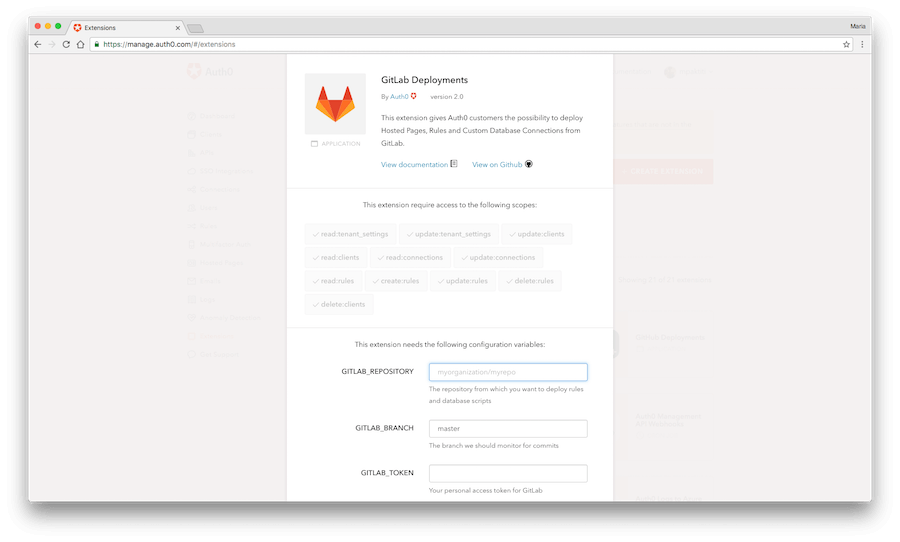 Extensions
Maria
https://manage.auth0.com/#/extensions
Auth0
GitLab Deployments
By Auth0 version 2.0
This extension gives Auth0 customers the possibility to deploy
Hosted Pages, Rules and Custom Database Connections from
GitLab.
APPLICATION
View documentation View on Github
This extension require access to the following scopes:
read:tenant_settings update:tenant_settings update:clients
read:clients read:connections update:connections
read:rules create:rules update:rules delete:rules
delete:clients
This extension needs the following configuration variables:
GITLAB_REPOSITORY myorganization/myrepo
The repository from which you want to deploy rules
and database scripts
GITLAB_BRANCH master
The branch we should monitor for commits
GITLAB_TOKEN
Your personal access token for GitLab